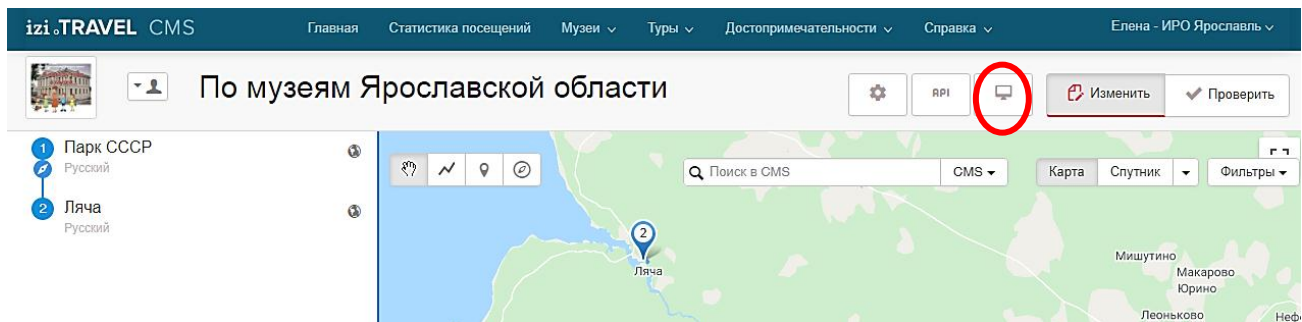 izi.TRAVEL CMS Главная Статистика посещений Музеи Туры Достопримечательности Справка Елена - ИРО Ярославль
По музеям Ярославской области API Изменить Проверить
1 Парк СССР
Русский
2 Ляча
Русский
Поиск в CMS CMS Карта Спутник Фильтры
2
Ляча
Мишутино
Макарово
Юрино
Леоньково
Неф